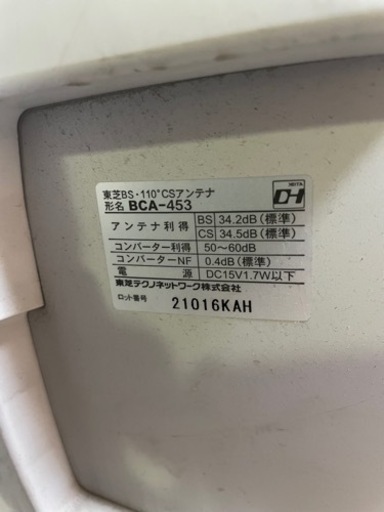 東芝BS・110°CSアンテナ
形名 BCA-453
JEITA
DH
アンテナ利得 BS 34.2dB(標準)
CS 34.5dB(標準)
コンバーター利得 50～60dB
コンバーターNF 0.4dB(標準)
電源 DC15V1.7W以下
東芝テクノネットワーク株式会社
ロット番号 21016KAH